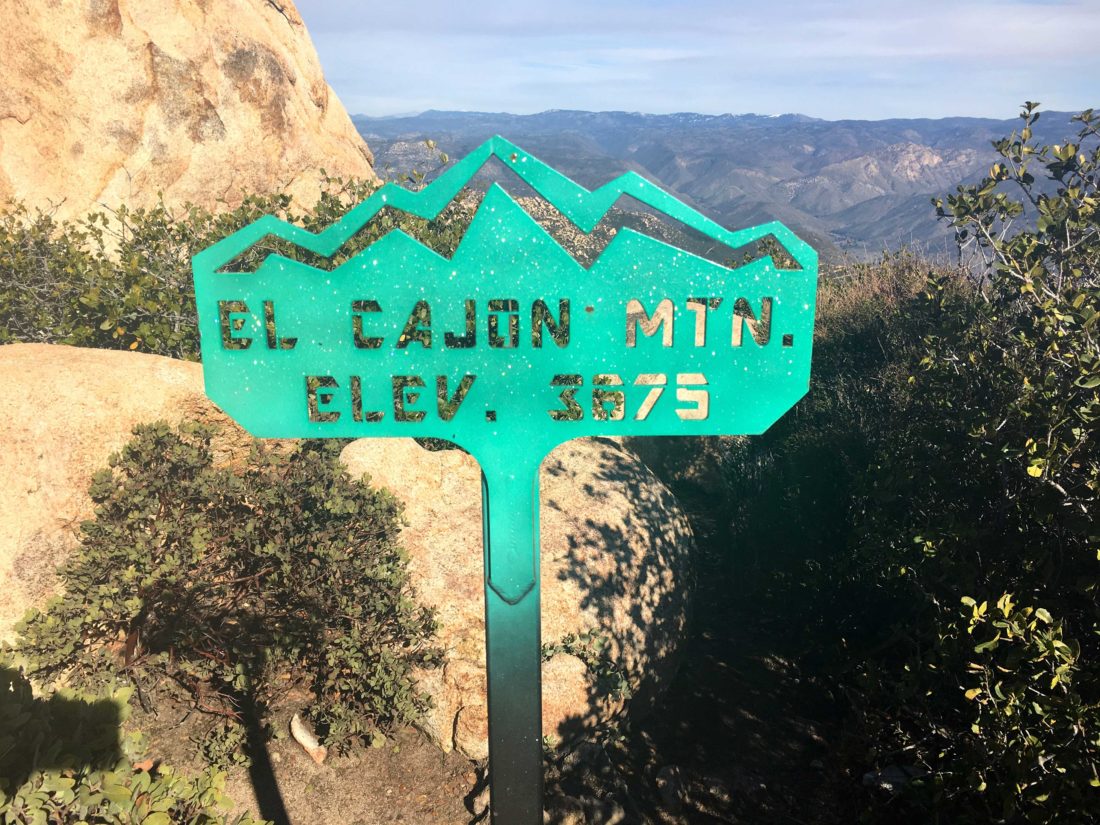 EL CAJON MTN.
ELEV. 3675